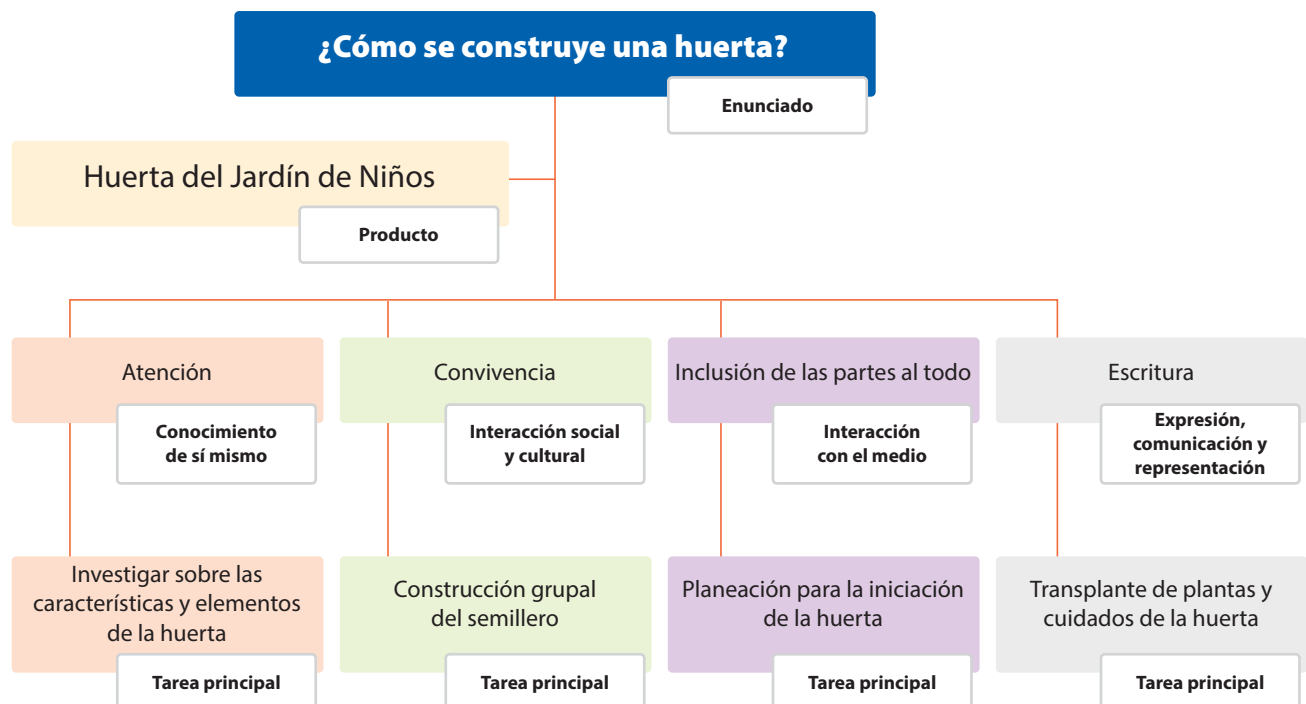 ¿Cómo se construye una huerta?
Enunciado
Huerta del Jardín de Niños
Producto
Atención
Conocimiento
de sí mismo
Convivencia
Interacción social
y cultural
Inclusión de las partes al todo
Interacción
con el medio
Escritura
Expresión,
comunicación y
representación
Investigar sobre las
características y elementos
de la huerta
Tarea principal
Construcción grupal
del semillero
Tarea principal
Planeación para la iniciación
de la huerta
Tarea principal
Transplante de plantas y
cuidados de la huerta
Tarea principal